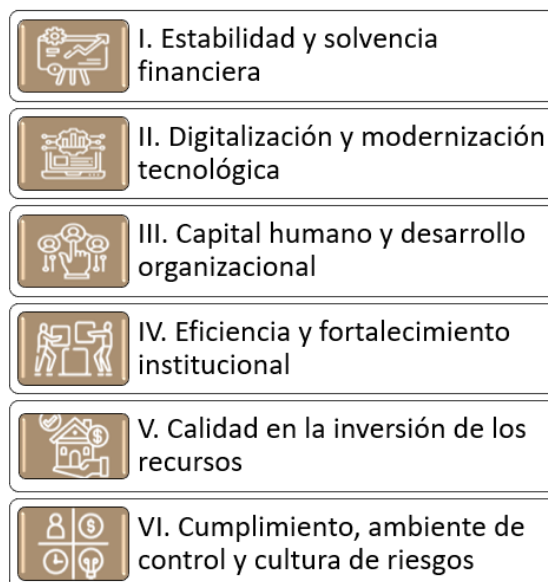 I. Estabilidad y solvencia
financiera
II. Digitalización y modernización
tecnológica
III. Capital humano y desarrollo
organizacional
IV. Eficiencia y fortalecimiento
institucional
V. Calidad en la inversión de los
recursos
VI. Cumplimiento, ambiente de
control y cultura de riesgos